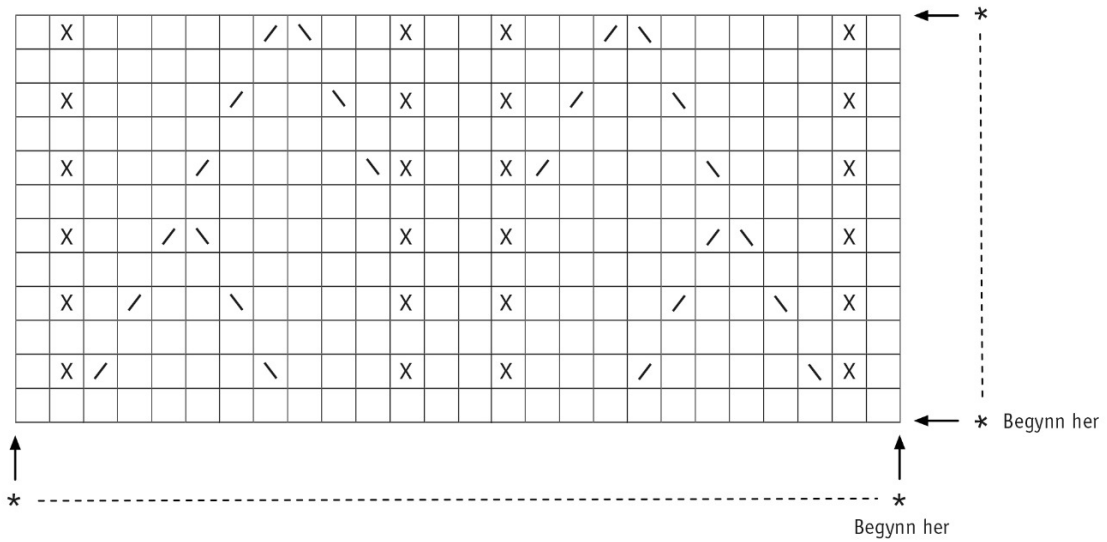 X / \ X X / \ X *
X / \ X X / \ X
X / \ X X / \ X
X / \ X X / \ X
X / \ X X / \ X
X / \ X X / \ X
* Begynn her
* *
Begynn her